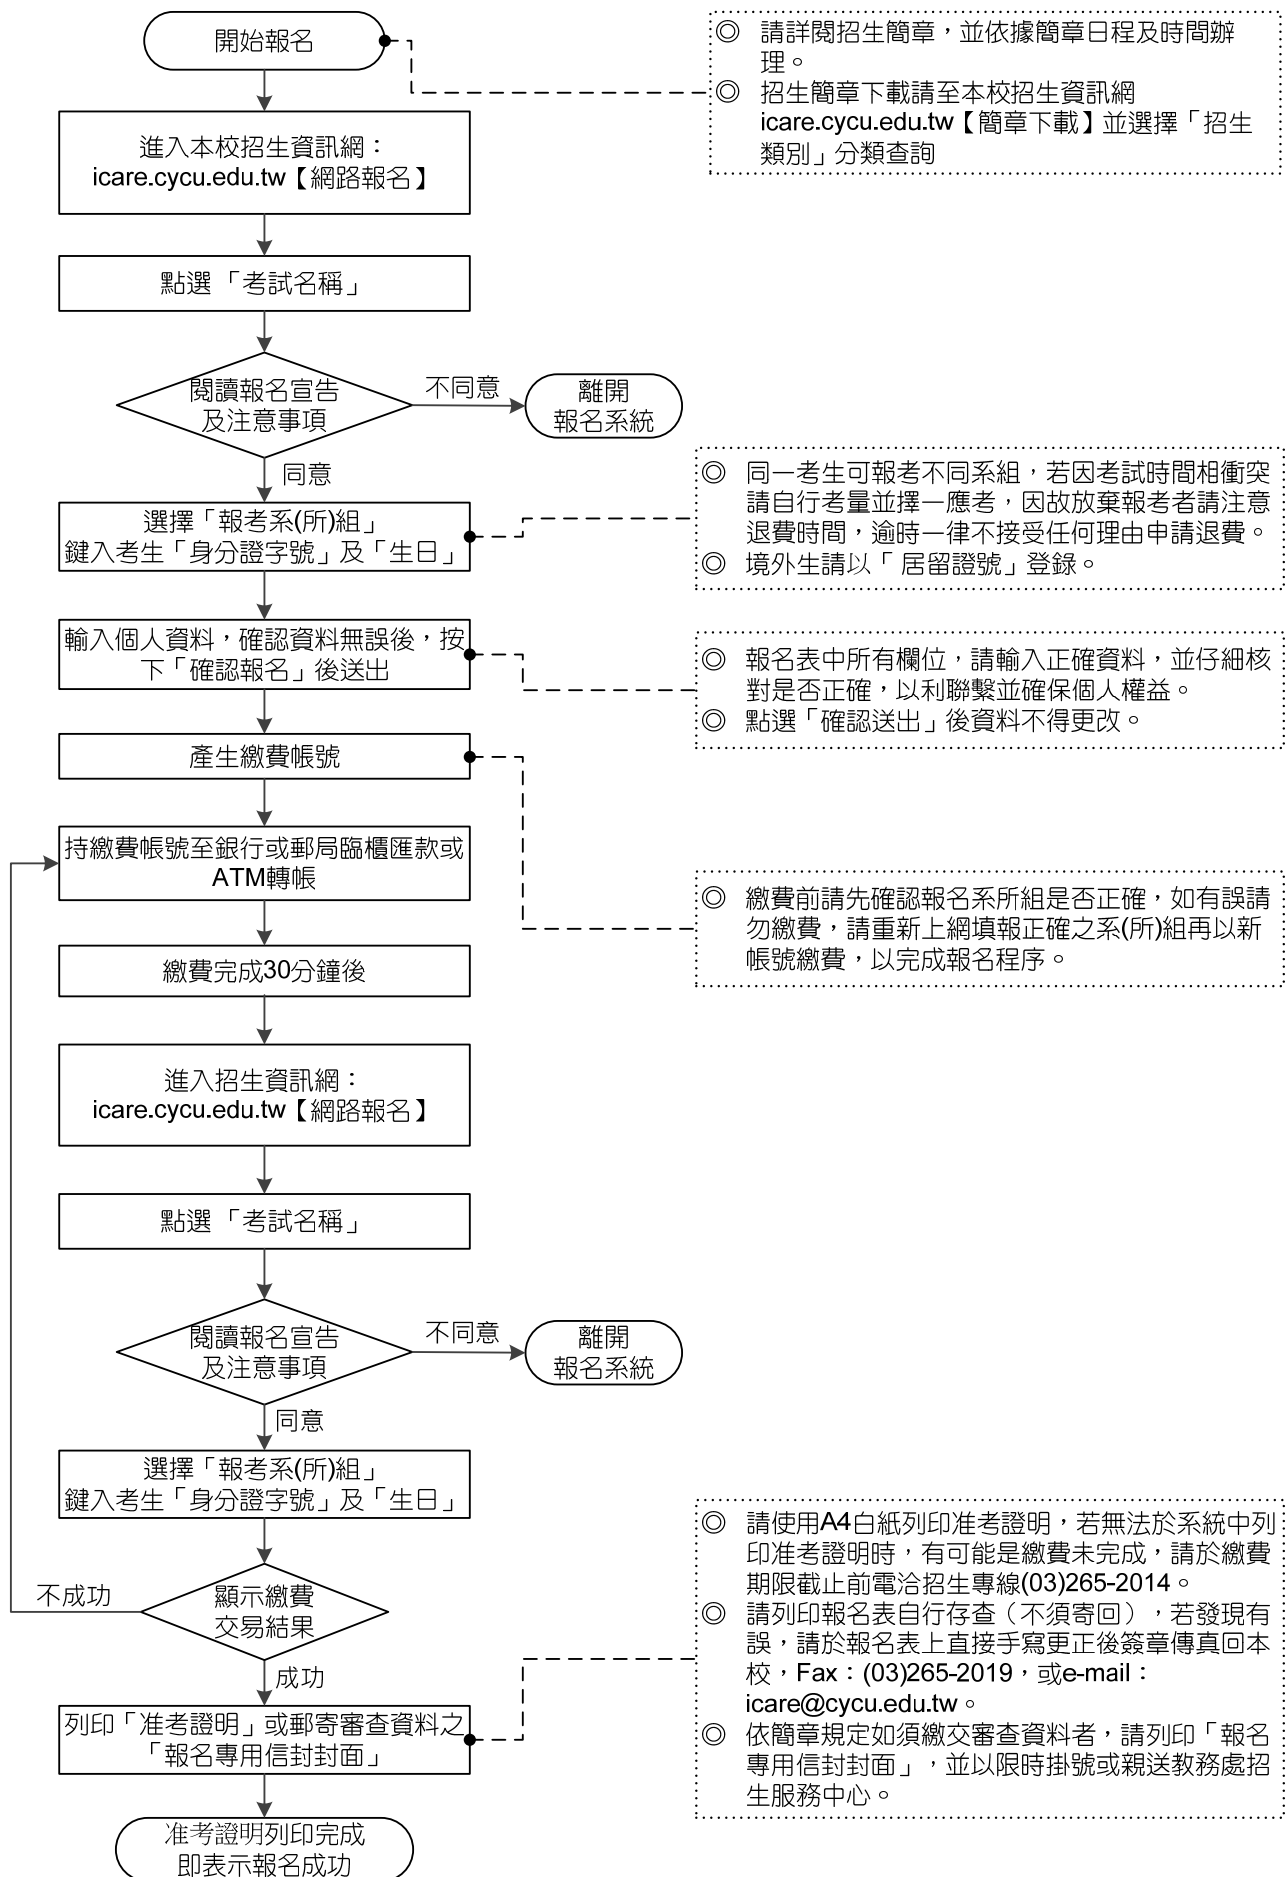 開始報名
◎ 請詳閱招生簡章，並依據簡章日程及時間辦
理。
◎ 招生簡章下載請至本校招生資訊網
icare.cycu.edu.tw【簡章下載】並選擇「招生
類別」分類查詢
進入本校招生資訊網：
icare.cycu.edu.tw【網路報名】
點選「考試名稱」
閱讀報名宣告
及注意事項
不同意
離開
報名系統
同意
選擇「報考系(所)組」
鍵入考生「身分證字號」及「生日」
◎ 同一考生可報考不同系組，若因考試時間相衝突
請自行考量並擇一應考，因故放棄報考者請注意
退費時間，逾時一律不接受任何理由申請退費。
◎ 境外生請以「 居留證號」登錄。
輸入個人資料，確認資料無誤後，按
下「確認報名」後送出
◎ 報名表中所有欄位，請輸入正確資料，並仔細核
對是否正確，以利聯繫並確保個人權益。
◎ 點選「確認送出」後資料不得更改。
產生繳費帳號
持繳費帳號至銀行或郵局臨櫃匯款或
ATM轉帳
◎ 繳費前請先確認報名系所組是否正確，如有誤請
勿繳費，請重新上網填報正確之系(所)組再以新
帳號繳費，以完成報名程序。
繳費完成30分鐘後
進入招生資訊網：
icare.cycu.edu.tw【網路報名】
點選「考試名稱」
閱讀報名宣告
及注意事項
不同意
離開
報名系統
同意
選擇「報考系(所)組」
鍵入考生「身分證字號」及「生日」
顯示繳費
交易結果
不成功
成功
◎ 請使用A4白紙列印准考證明，若無法於系統中列
印准考證明時，有可能是繳費未完成，請於繳費
期限截止前電洽招生專線(03)265-2014。
◎ 請列印報名表自行存查（不須寄回），若發現有
誤，請於報名表上直接手寫更正後簽章傳真回本
校，Fax：(03)265-2019，或e-mail：
icare@cycu.edu.tw。
◎ 依簡章規定如須繳交審查資料者，請列印「報名
專用信封封面」，並以限時掛號或親送教務處招
生服務中心。
列印「准考證明」或郵寄審查資料之
「報名專用信封封面」
准考證明列印完成
即表示報名成功